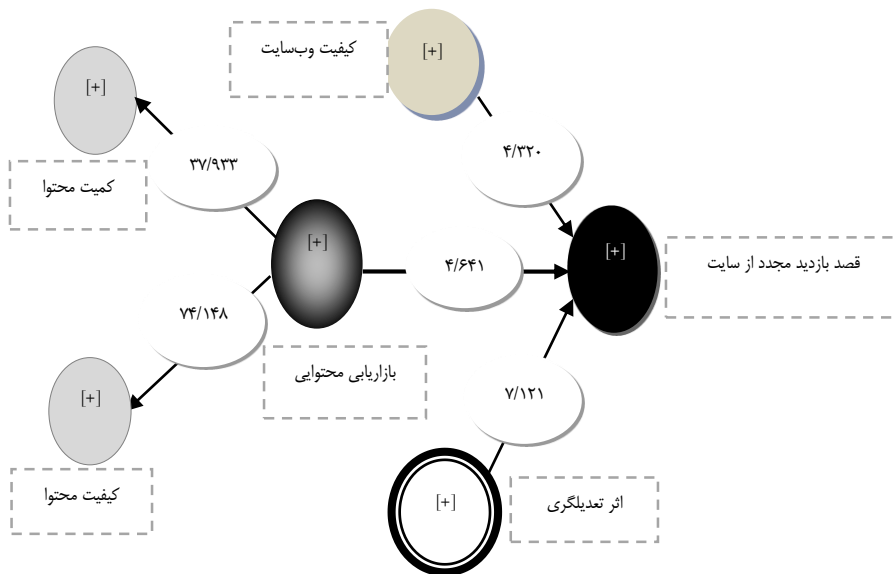 [+]
کیفیت وب‌سایت
[+]
۴/۳۲۰
۳۷/۹۳۳
کمیت محتوا
[+]
[+]
قصد بازدید مجدد از سایت
۴/۶۴۱
۷۴/۱۴۸
بازاریابی محتوایی
[+]
۷/۱۲۱
کیفیت محتوا
[+]
اثر تعدیلگری